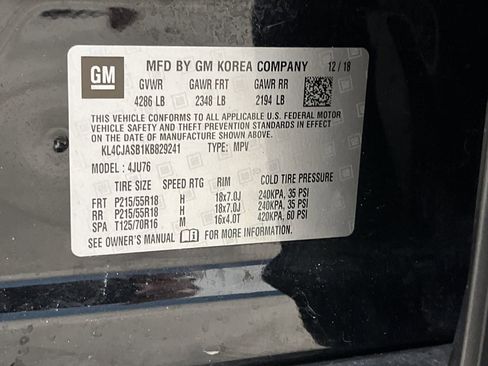 GM
MFD BY GM KOREA COMPANY 12 / 18
GVWR GAWR FRT GAWR RR
4286 LB 2348 LB 2194 LB
THIS VEHICLE CONFORMS TO ALL APPLICABLE U.S. FEDERAL MOTOR
VEHICLE SAFETY, BUMPER, AND THEFT PREVENTION STANDARDS IN EFFECT
ON THE DATE OF MANUFACTURE SHOWN ABOVE.
KL4CJASB1KB829241 TYPE: MPV
MODEL : 4JU76
TIRE SIZE SPEED RTG RIM COLD TIRE PRESSURE
FRT P215/55R18 H 18x7.0J 240KPA, 35 PSI
RR P215/55R18 H 18x7.0J 240KPA, 35 PSI
SPA T125/70R16 M 16x4.0T 420KPA, 60 PSI
SEE OWNER'S MANUAL FOR MORE INFORMATION.